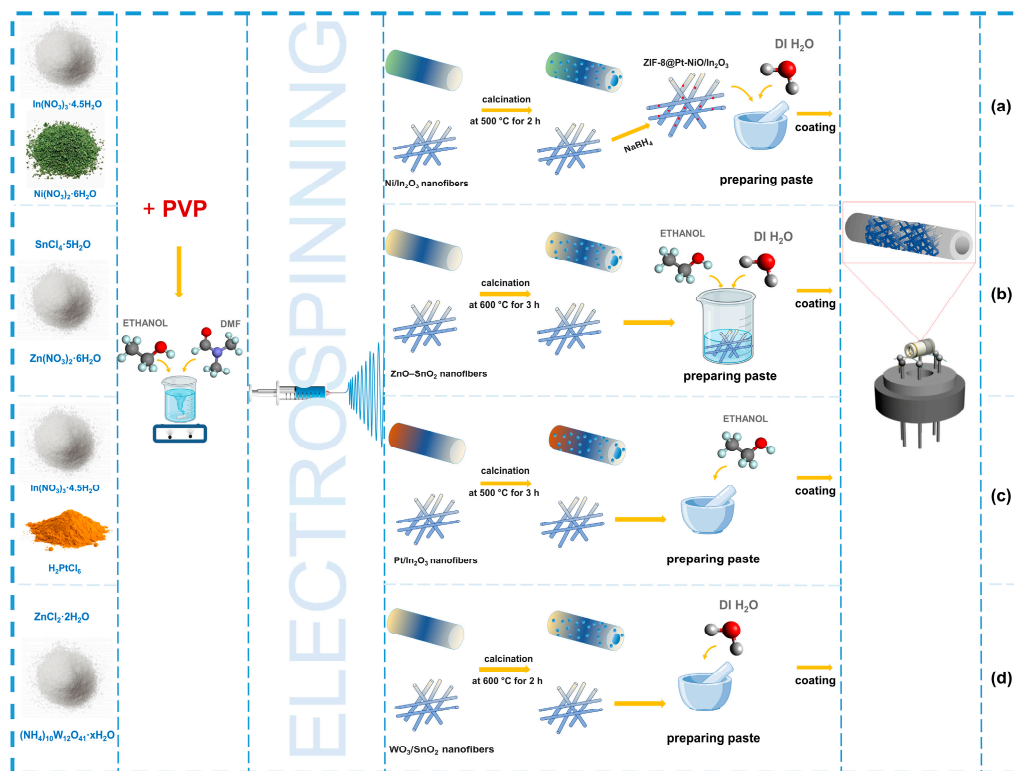 In(NO₃)₃·4.5H₂O
Ni(NO₃)₂·6H₂O
SnCl₄·5H₂O
Zn(NO₃)₂·6H₂O
In(NO₃)₃·4.5H₂O
H₂PtCl₆
ZnCl₂·2H₂O
(NH₄)₁₀W₁₂O₄₁·xH₂O
+ PVP
ETHANOL
DMF
ELECTROSPINNING
calcination
at 500 °C for 2 h
Ni/In₂O₃ nanofibers
NaBH₄
ZIF-8@Pt-NiO/In₂O₃
DI H₂O
preparing paste
coating
(a)
calcination
at 600 °C for 3 h
ZnO–SnO₂ nanofibers
ETHANOL
DI H₂O
preparing paste
coating
(b)
calcination
at 500 °C for 3 h
Pt/In₂O₃ nanofibers
ETHANOL
preparing paste
coating
(c)
calcination
at 600 °C for 2 h
WO₃/SnO₂ nanofibers
DI H₂O
preparing paste
coating
(d)